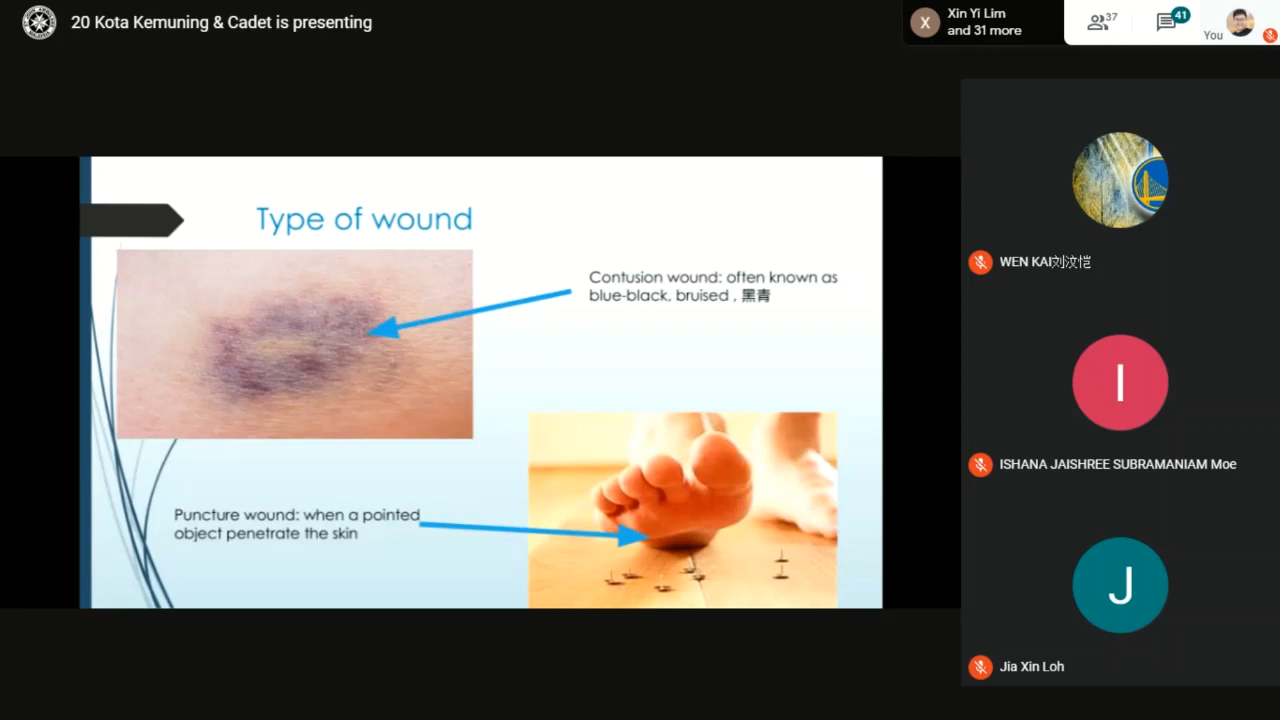 20 Kota Kemuning & Cadet is presenting
X
Xin Yi Lim
and 31 more
37
41
You
Type of wound
Contusion wound: often known as
blue-black, bruised , 黑青
Puncture wound: when a pointed
object penetrate the skin
WEN KAI刘汶恺
I
ISHANA JAISHREE SUBRAMANIAM Moe
J
Jia Xin Loh